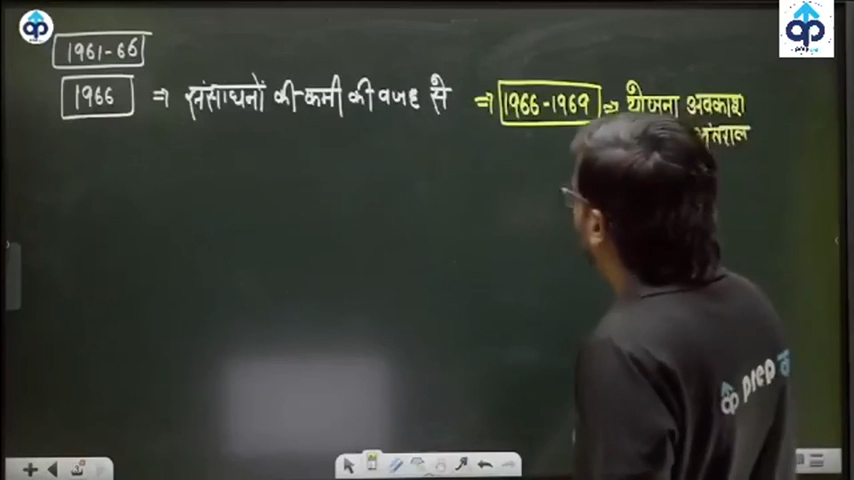 1961-66
1966 ⇒ संसाधनों की कमी की वजह से ⇒ 1966-1969 ⇒ योजना अवकाश
अंतराल
prep